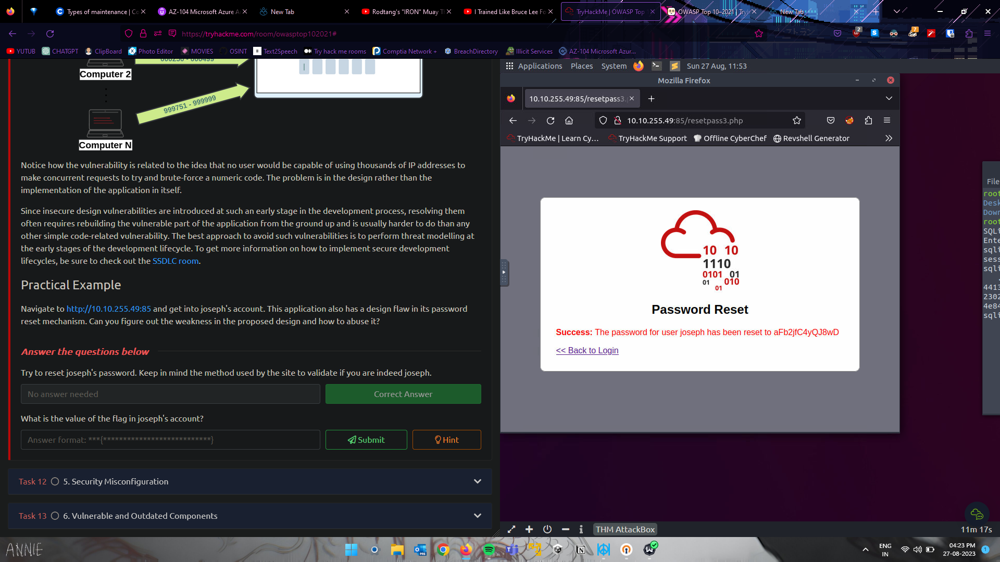 Types of maintenance | Co
AZ-104 Microsoft Azure A
New Tab
Rodtang's "IRON" Muay T
I Trained Like Bruce Lee Fo
TryHackMe | OWASP Top
OWASP Top 10–2021 | Try
New Tab
https://tryhackme.com/room/owasptop102021#
YUTUB
CHATGPT
ClipBoard
Photo Editor
MOVIES
OSINT
Text2Speech
Try hack me rooms
Comptia Network +
BreachDirectory
Illicit Services
AZ-104 Microsoft Azur...
Computer 2
999751 - 999999
Computer N
Notice how the vulnerability is related to the idea that no user would be capable of using thousands of IP addresses to
make concurrent requests to try and brute-force a numeric code. The problem is in the design rather than the
implementation of the application in itself.
Since insecure design vulnerabilities are introduced at such an early stage in the development process, resolving them
often requires rebuilding the vulnerable part of the application from the ground up and is usually harder to do than any
other simple code-related vulnerability. The best approach to avoid such vulnerabilities is to perform threat modelling at
the early stages of the development lifecycle. To get more information on how to implement secure development
lifecycles, be sure to check out the SSDLC room.
Practical Example
Navigate to http://10.10.255.49:85 and get into joseph's account. This application also has a design flaw in its password
reset mechanism. Can you figure out the weakness in the proposed design and how to abuse it?
Answer the questions below
Try to reset joseph's password. Keep in mind the method used by the site to validate if you are indeed joseph.
No answer needed
Correct Answer
What is the value of the flag in joseph's account?
Answer format: ***{***************************}
Submit
Hint
Task 12
5. Security Misconfiguration
Task 13
6. Vulnerable and Outdated Components
Applications
Places
System
Sun 27 Aug, 11:53
Mozilla Firefox
10.10.255.49:85/resetpass3.
10.10.255.49:85/resetpass3.php
TryHackMe | Learn Cy…
TryHackMe Support
Offline CyberChef
Revshell Generator
10 10
1110
0101 01
01 010
01
Password Reset
Success: The password for user joseph has been reset to aFb2jfC4yQJ8wD
<< Back to Login
File
root
Desk
Down
root
SQLi
Ente
sqli
sess
sqli
4413
2302
4e84
sqli
THM AttackBox
11m 17s
ANNIE
ENG
IN
04:23 PM
27-08-2023
1